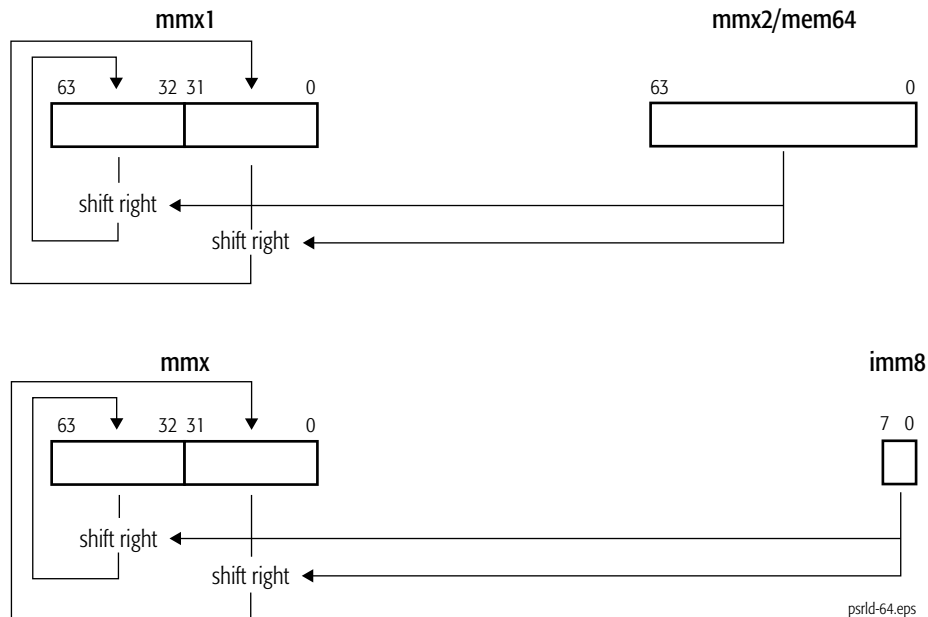 mmx1 mmx2/mem64
63 32 31 0 63 0
shift right
shift right
mmx imm8
63 32 31 0 7 0
shift right
shift right
psrld-64.eps